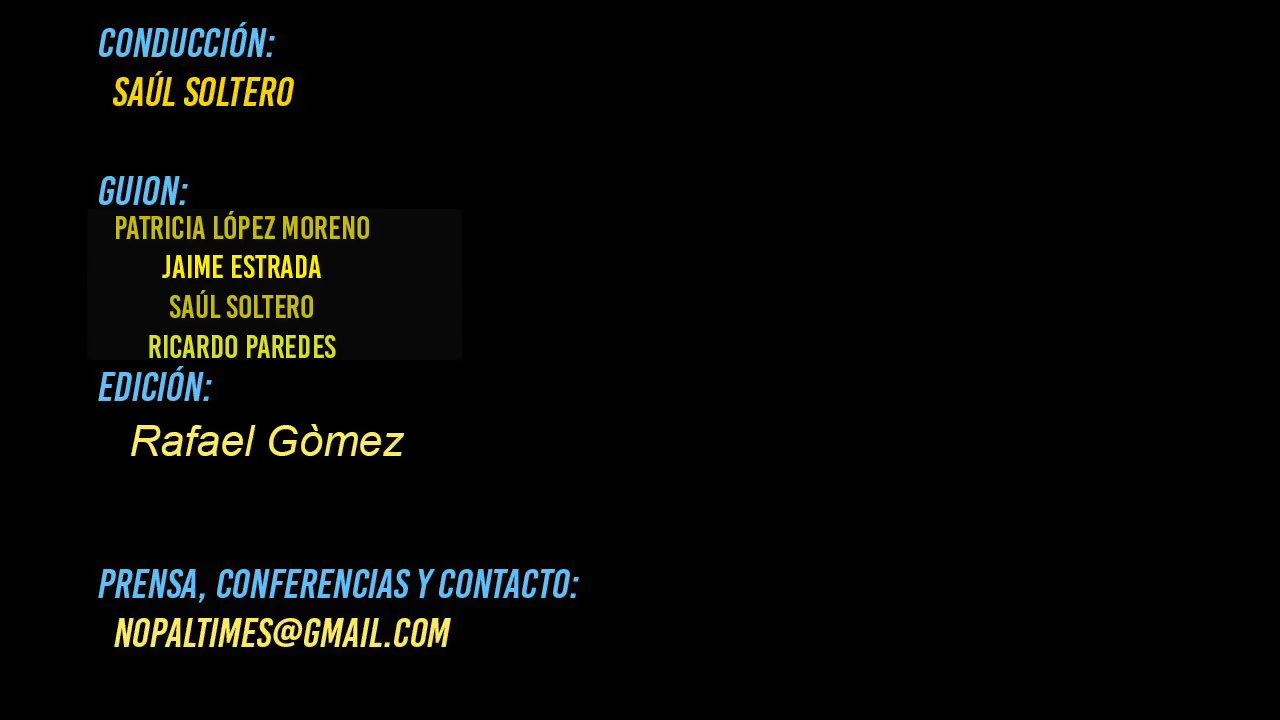 CONDUCCIÓN:
SAÚL SOLTERO
GUION:
PATRICIA LÓPEZ MORENO
JAIME ESTRADA
SAÚL SOLTERO
RICARDO PAREDES
EDICIÓN:
Rafael Gòmez
PRENSA, CONFERENCIAS Y CONTACTO:
NOPALTIMES@GMAIL.COM